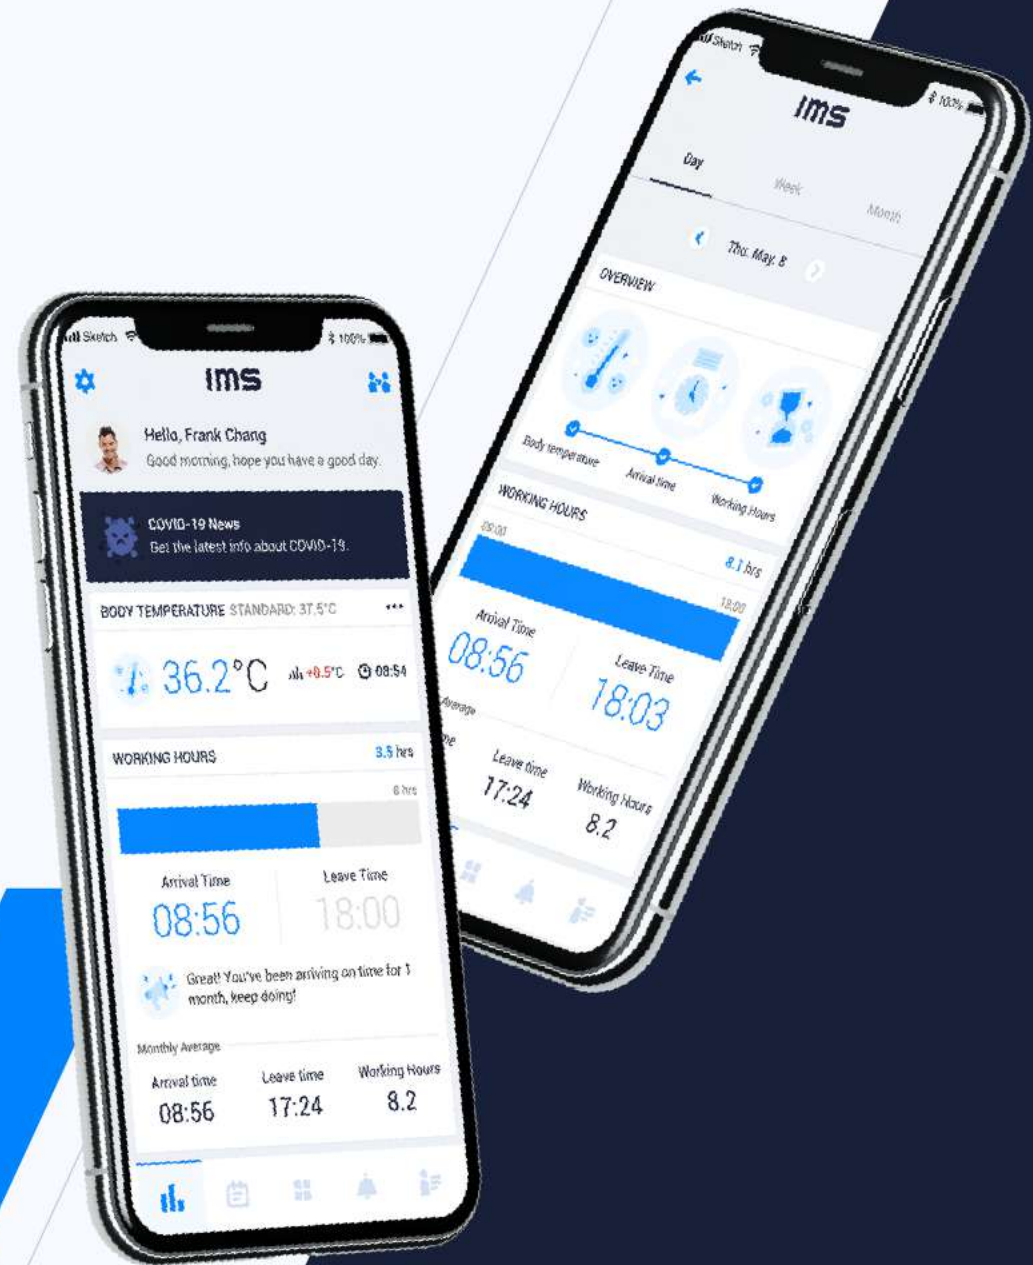 Sketch
100%
IMS
Hello, Frank Chang
Good morning, hope you have a good day.
COVID-19 News
Get the latest info about COVID-19.
BODY TEMPERATURE STANDARD: 37.5°C
36.2°C +0.5°C 08:54
WORKING HOURS 3.5 hrs
8 hrs
Arrival Time Leave Time
08:56 18:00
Great! You've been arriving on time for 1
month, keep doing!
Monthly Average
Arrival time Leave time Working Hours
08:56 17:24 8.2
Sketch
100%
IMS
Day Week Month
Thu. May. 8
OVERVIEW
Body temperature Arrival time Working Hours
WORKING HOURS 8.1 hrs
09:00 18:00
Arrival Time Leave Time
08:56 18:03
Average
me Leave time Working Hours
17:24 8.2